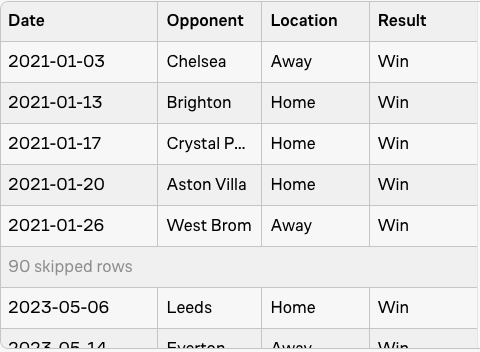 Date Opponent Location Result
2021-01-03 Chelsea Away Win
2021-01-13 Brighton Home Win
2021-01-17 Crystal P... Home Win
2021-01-20 Aston Villa Home Win
2021-01-26 West Brom Away Win
90 skipped rows
2023-05-06 Leeds Home Win
2023-05-14 Everton Away Win